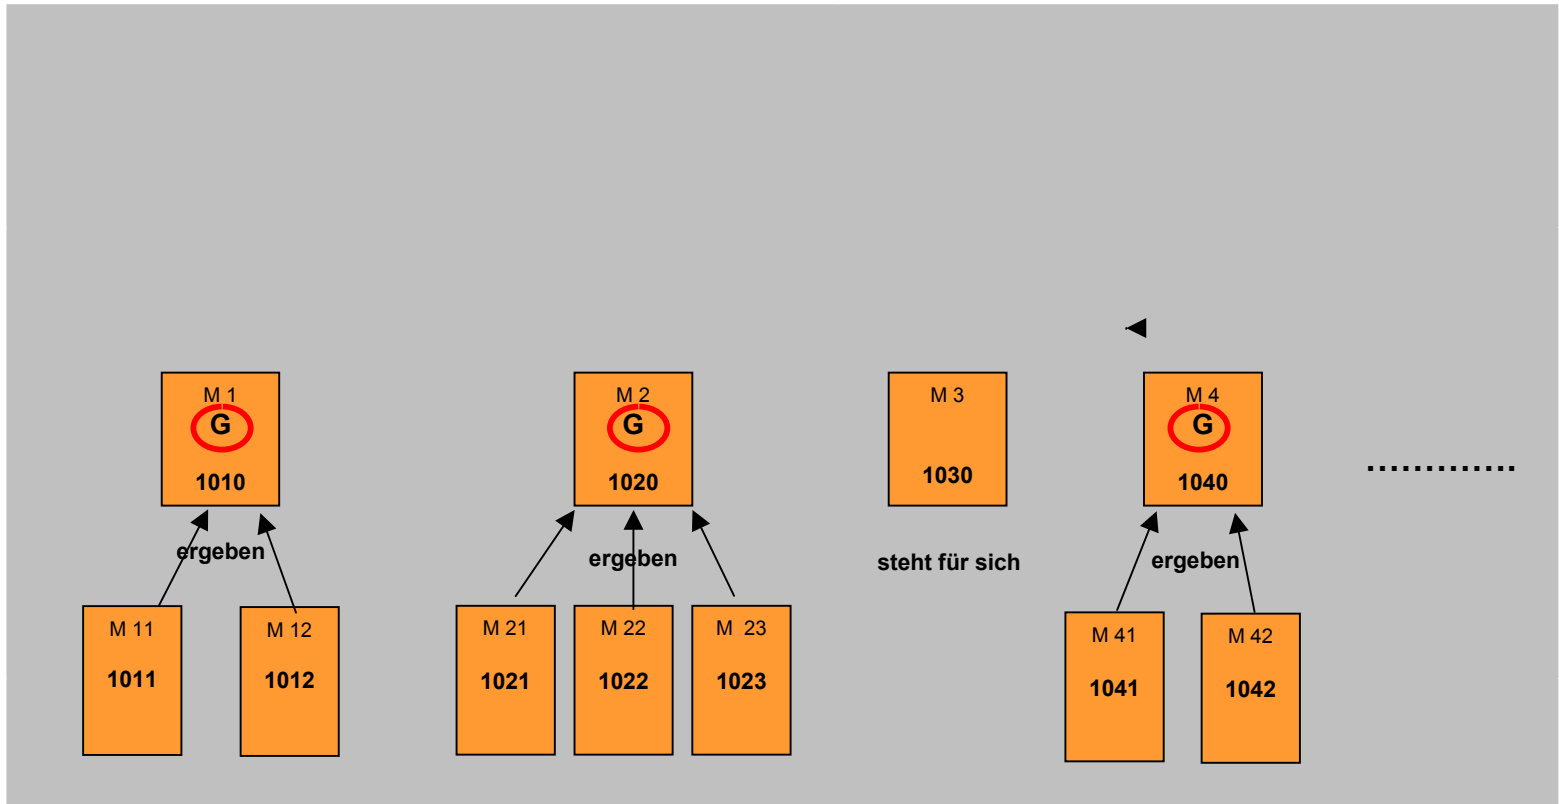 M 1
G
1010
M 2
G
1020
M 3
1030
M 4
G
1040
.............
ergeben
ergeben
steht für sich
ergeben
M 11
1011
M 12
1012
M 21
1021
M 22
1022
M 23
1023
M 41
1041
M 42
1042